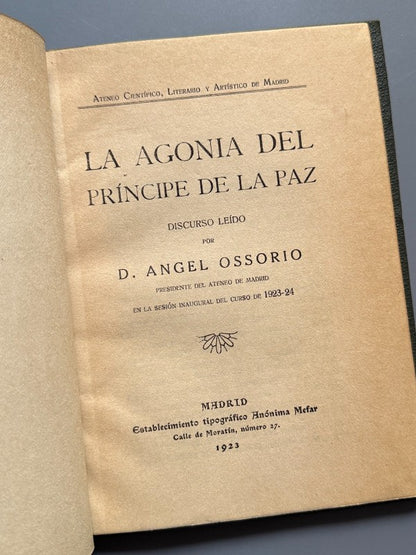 Ateneo Científico, Literario y Artístico de Madrid
LA AGONIA DEL
PRÍNCIPE DE LA PAZ
DISCURSO LEÍDO
POR
D. ANGEL OSSORIO
PRESIDENTE DEL ATENEO DE MADRID
EN LA SESIÓN INAUGURAL DEL CURSO DE 1923-24
MADRID
Establecimiento tipográfico Anónima Mefar
Calle de Moratín, número 27.
1923